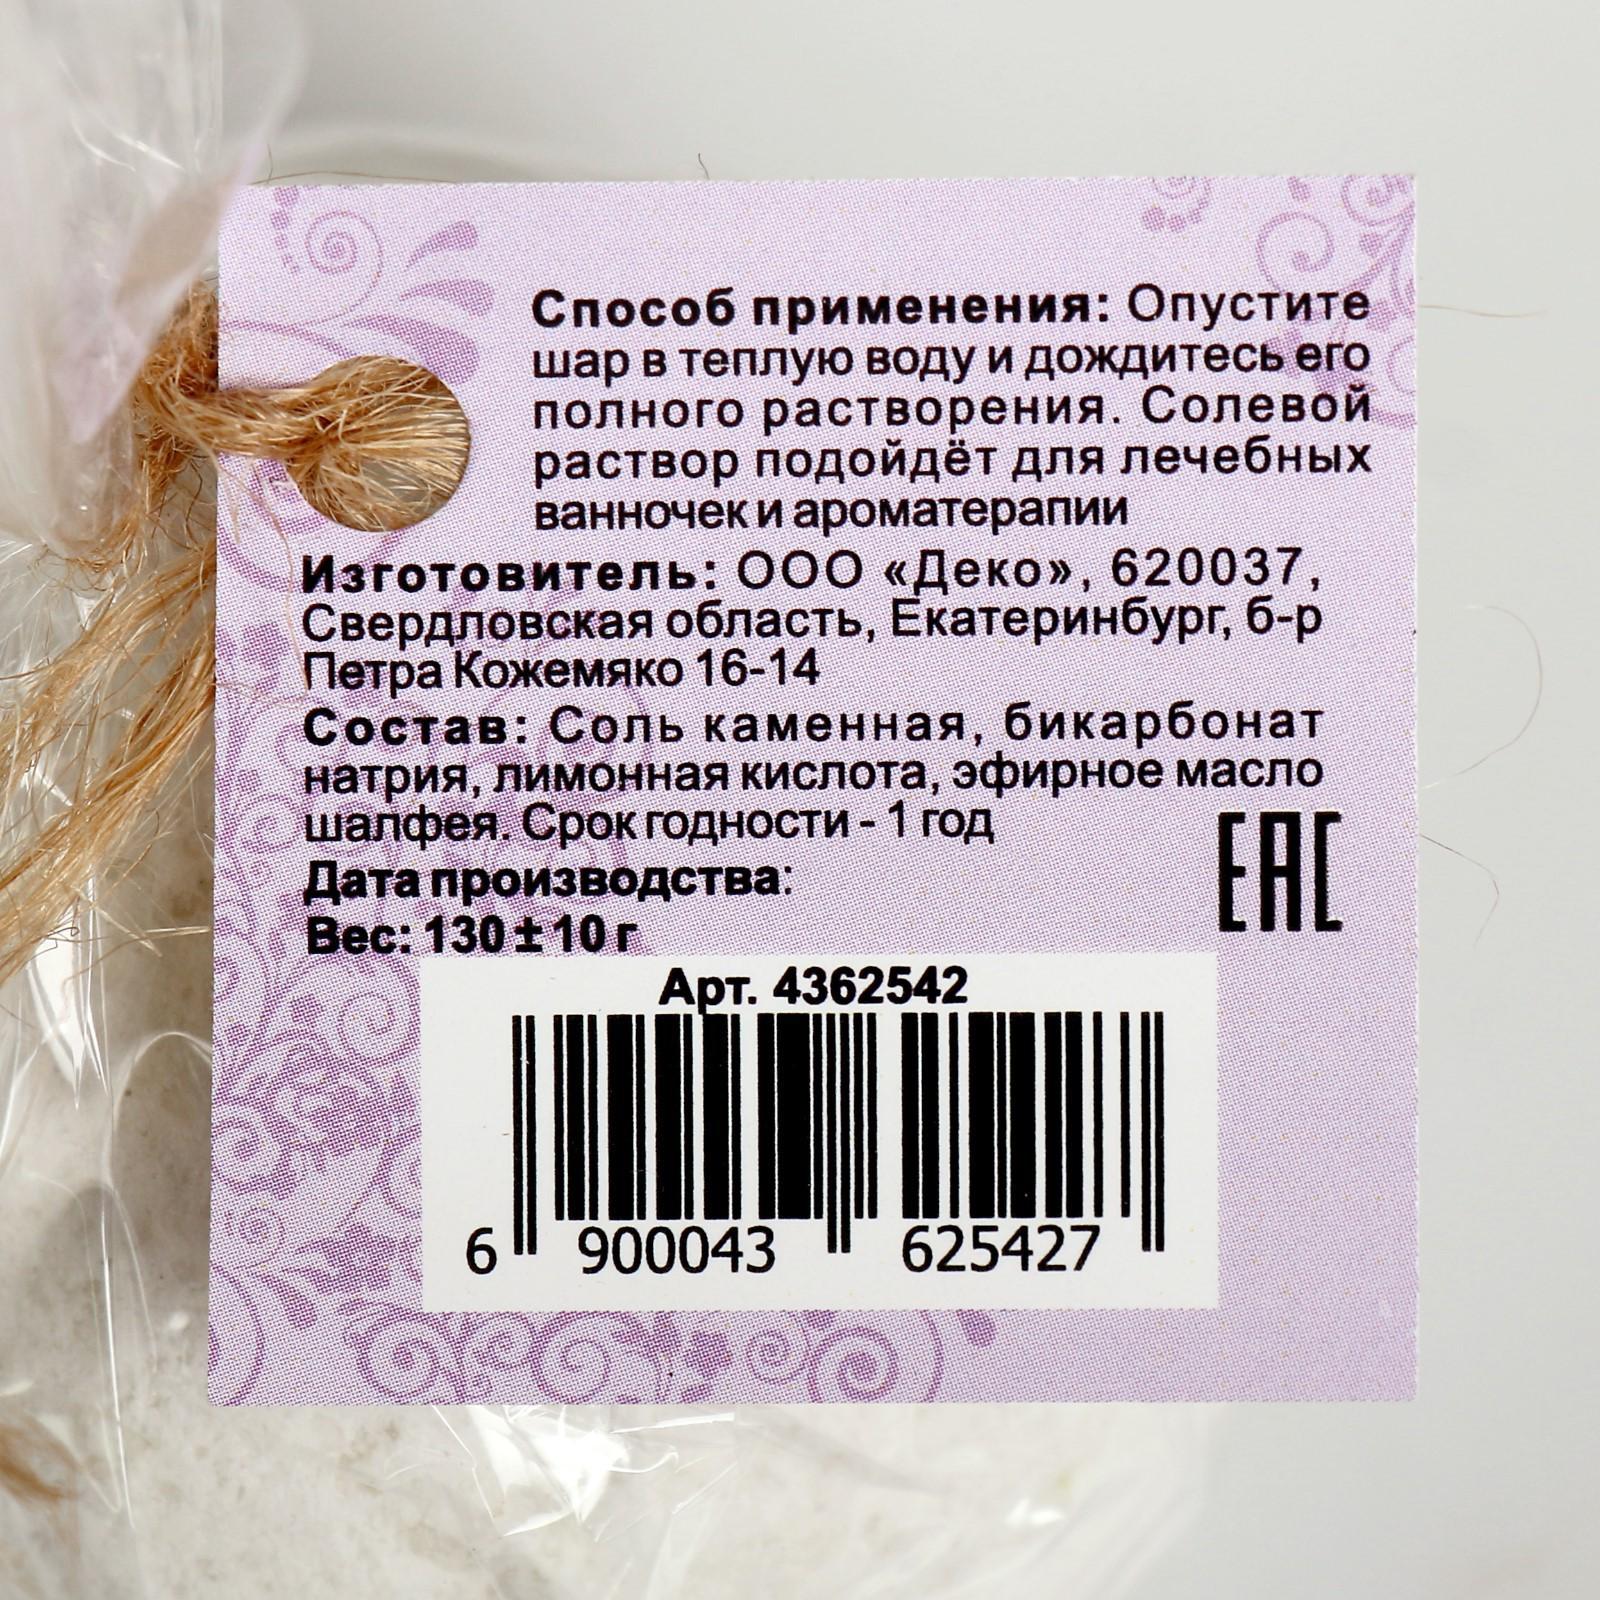 Способ применения: Опустите
шар в теплую воду и дождитесь его
полного растворения. Солевой
раствор подойдёт для лечебных
ванночек и ароматерапии
Изготовитель: ООО «Деко», 620037,
Свердловская область, Екатеринбург, б-р
Петра Кожемяко 16-14
Состав: Соль каменная, бикарбонат
натрия, лимонная кислота, эфирное масло
шалфея. Срок годности - 1 год
Дата производства:
Вес: 130 ± 10 г
ЕАС
Арт. 4362542
6 900043 625427